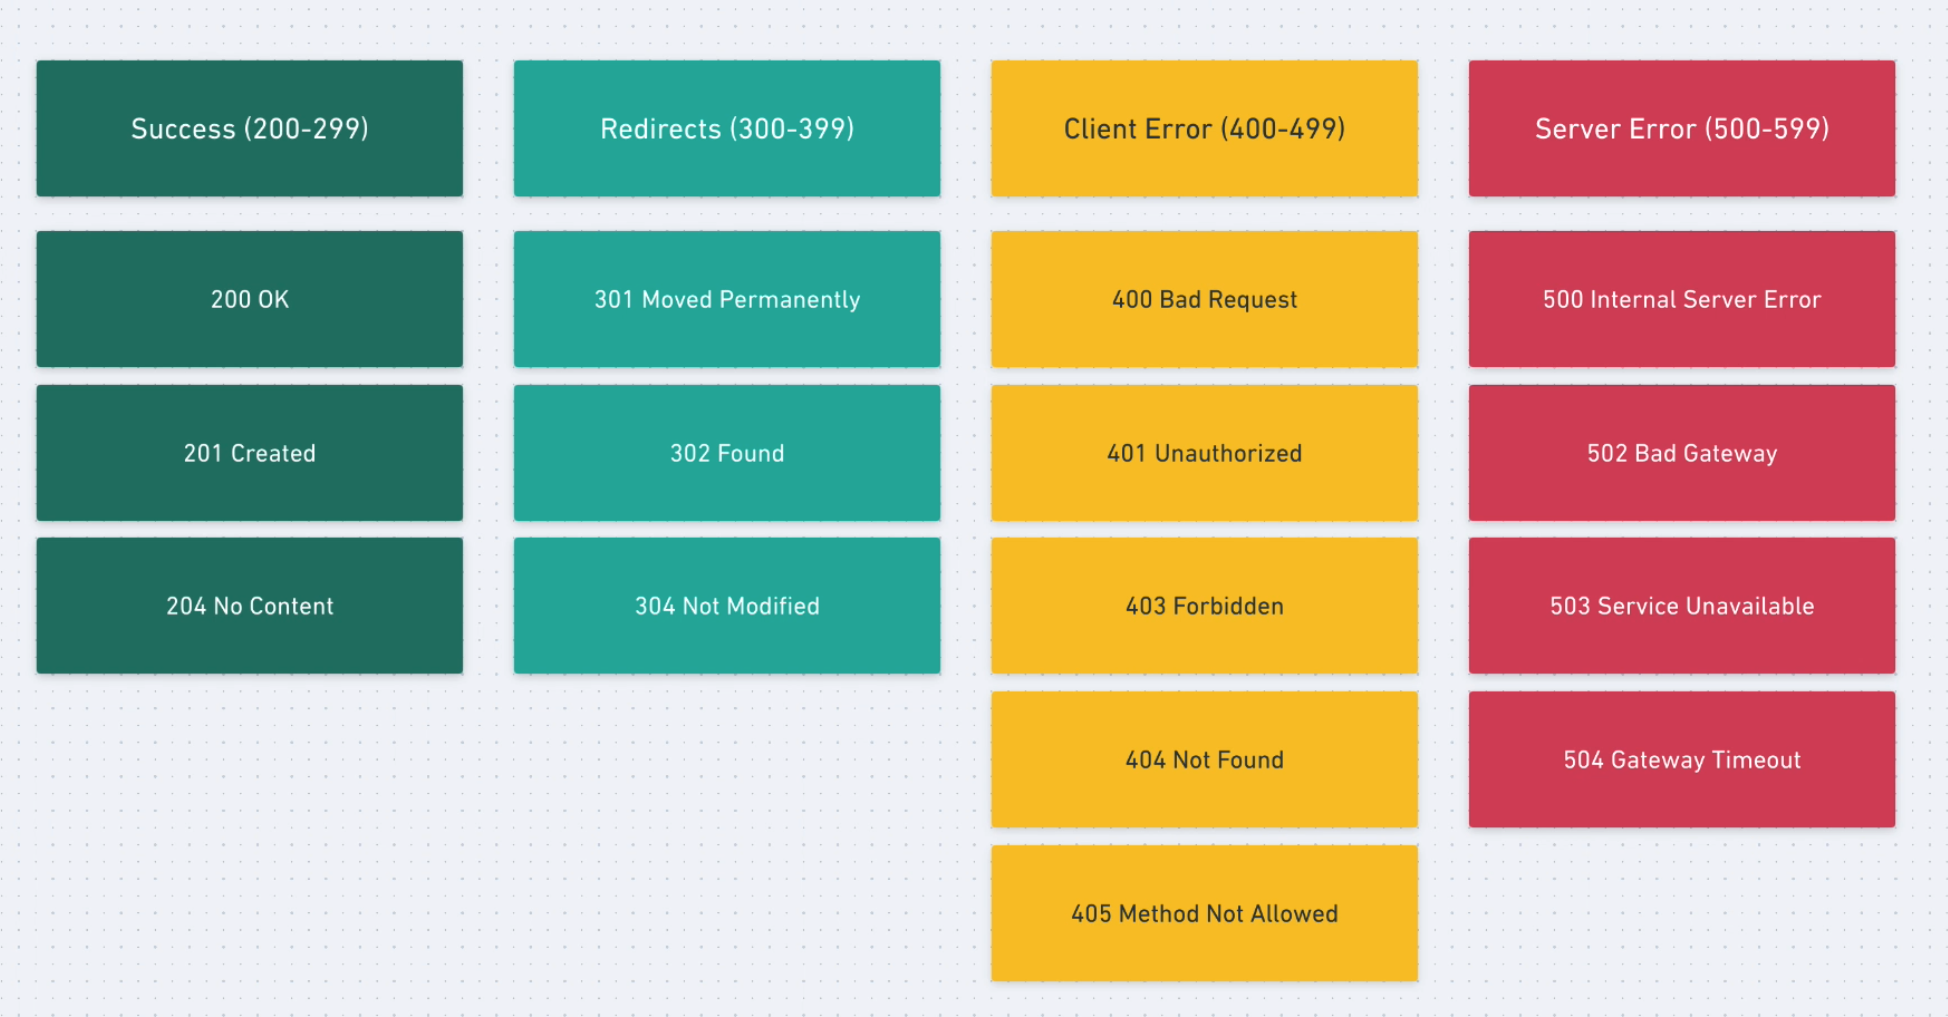 Success (200-299)
200 OK
201 Created
204 No Content
Redirects (300-399)
301 Moved Permanently
302 Found
304 Not Modified
Client Error (400-499)
400 Bad Request
401 Unauthorized
403 Forbidden
404 Not Found
405 Method Not Allowed
Server Error (500-599)
500 Internal Server Error
502 Bad Gateway
503 Service Unavailable
504 Gateway Timeout